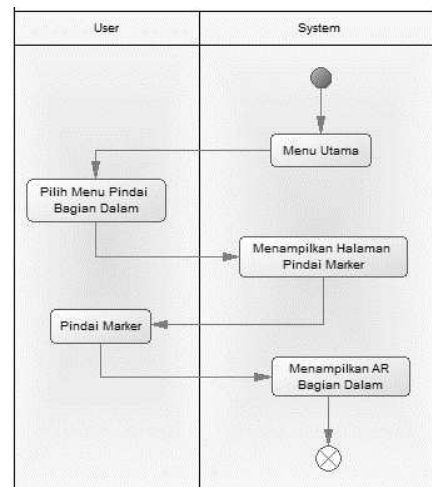 User
System
Menu Utama
Pilih Menu Pindai
Bagian Dalam
Menampilkan Halaman
Pindai Marker
Pindai Marker
Menampilkan AR
Bagian Dalam